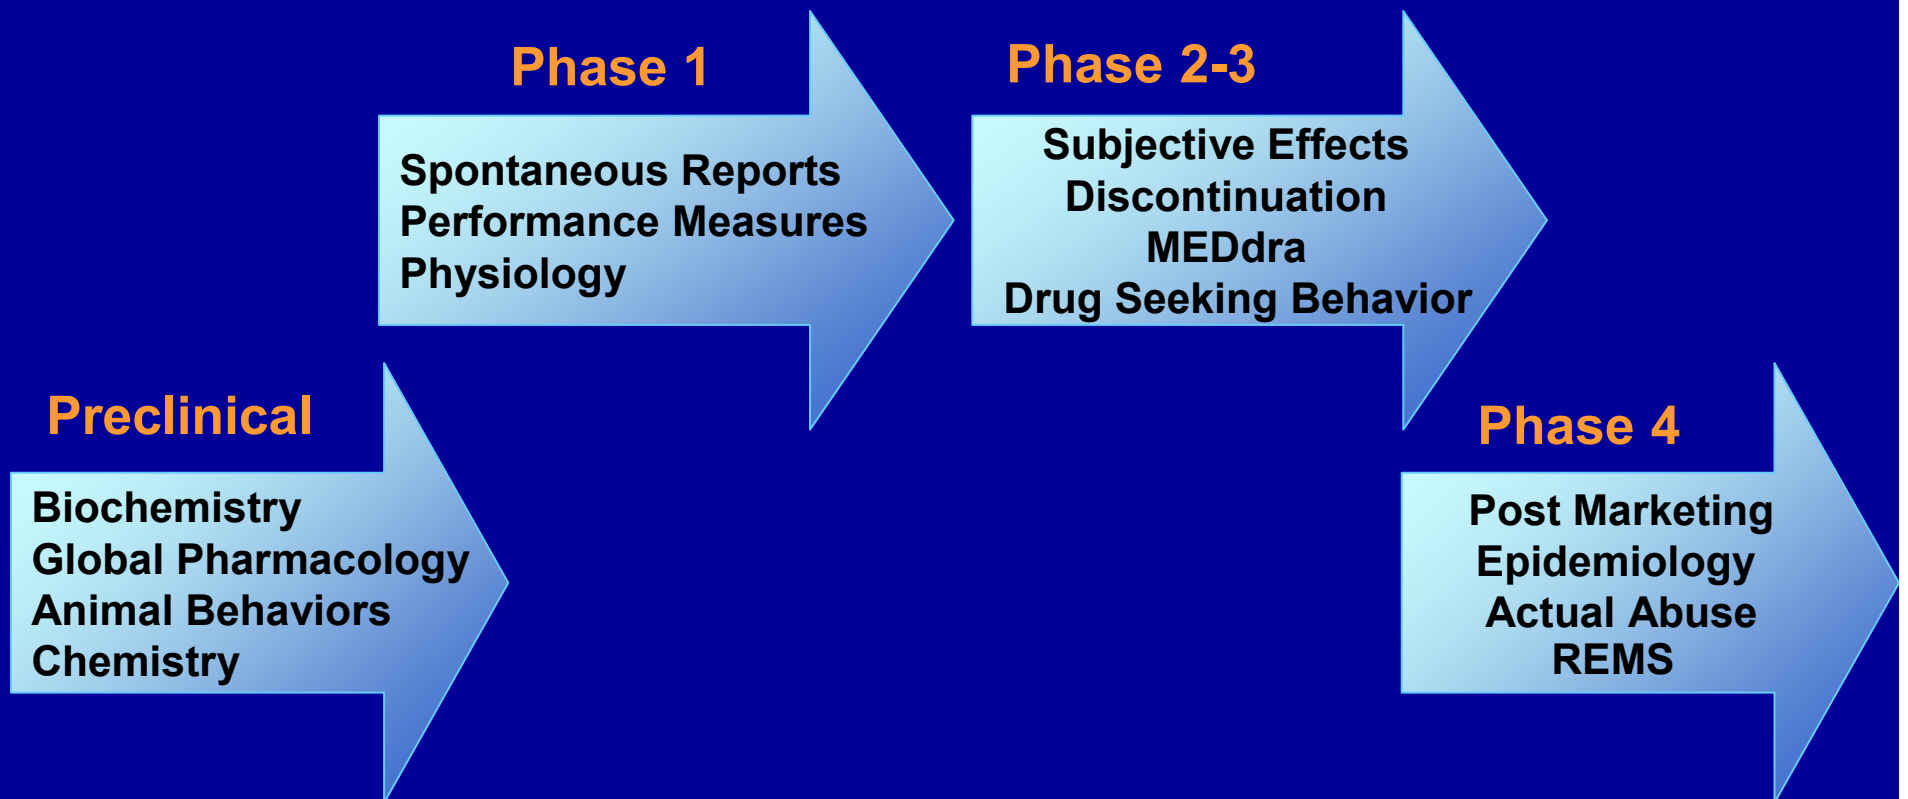 Preclinical
Biochemistry
Global Pharmacology
Animal Behaviors
Chemistry
Phase 1
Spontaneous Reports
Performance Measures
Physiology
Phase 2-3
Subjective Effects
Discontinuation
MEDdra
Drug Seeking Behavior
Phase 4
Post Marketing
Epidemiology
Actual Abuse
REMS